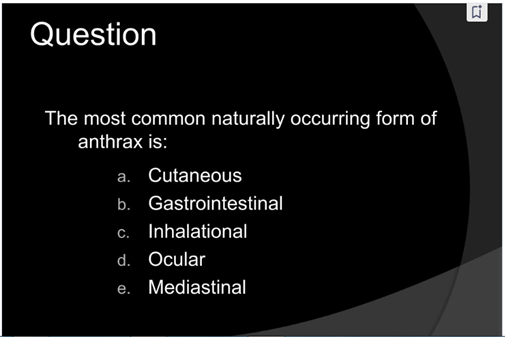 Question
The most common naturally occurring form of
anthrax is:
a. Cutaneous
b. Gastrointestinal
c. Inhalational
d. Ocular
e. Mediastinal